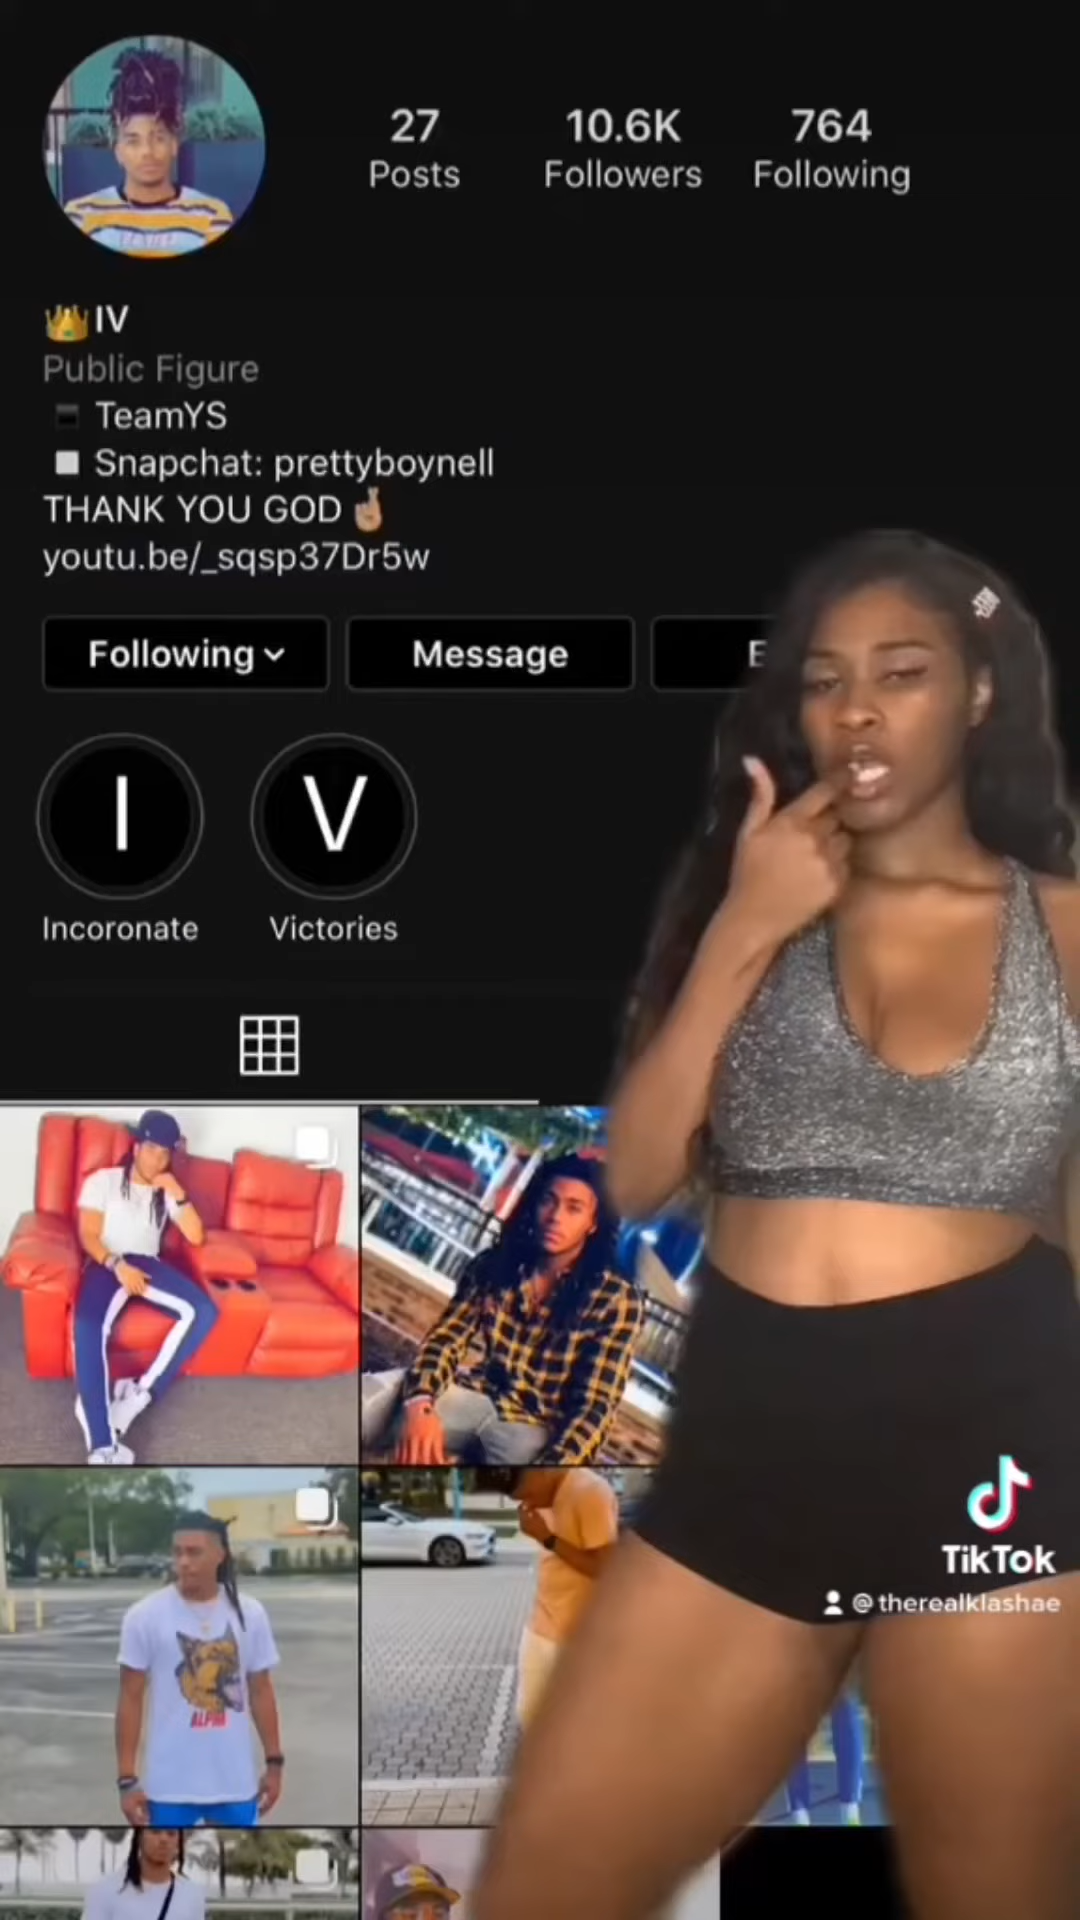 27 10.6K 764
Posts Followers Following
👑IV
Public Figure
TeamYS
Snapchat: prettyboynell
THANK YOU GOD🤞🏽
youtu.be/_sqsp37Dr5w
Following Message E
I V
Incoronate Victories
ALPHA
TikTok
@therealklashae